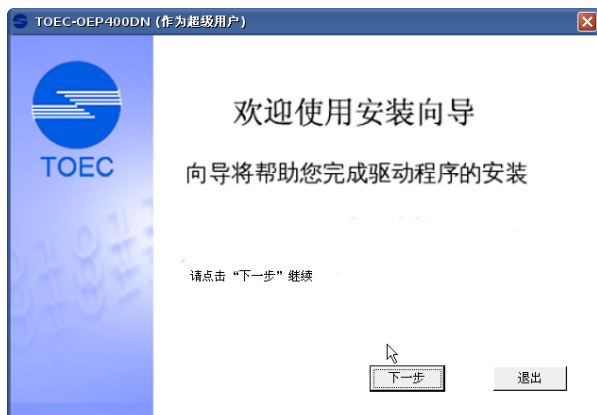 TOEC-OEP400DN (作为超级用户)
TOEC
欢迎使用安装向导
向导将帮助您完成驱动程序的安装
请点击“下一步”继续
下一步
退出